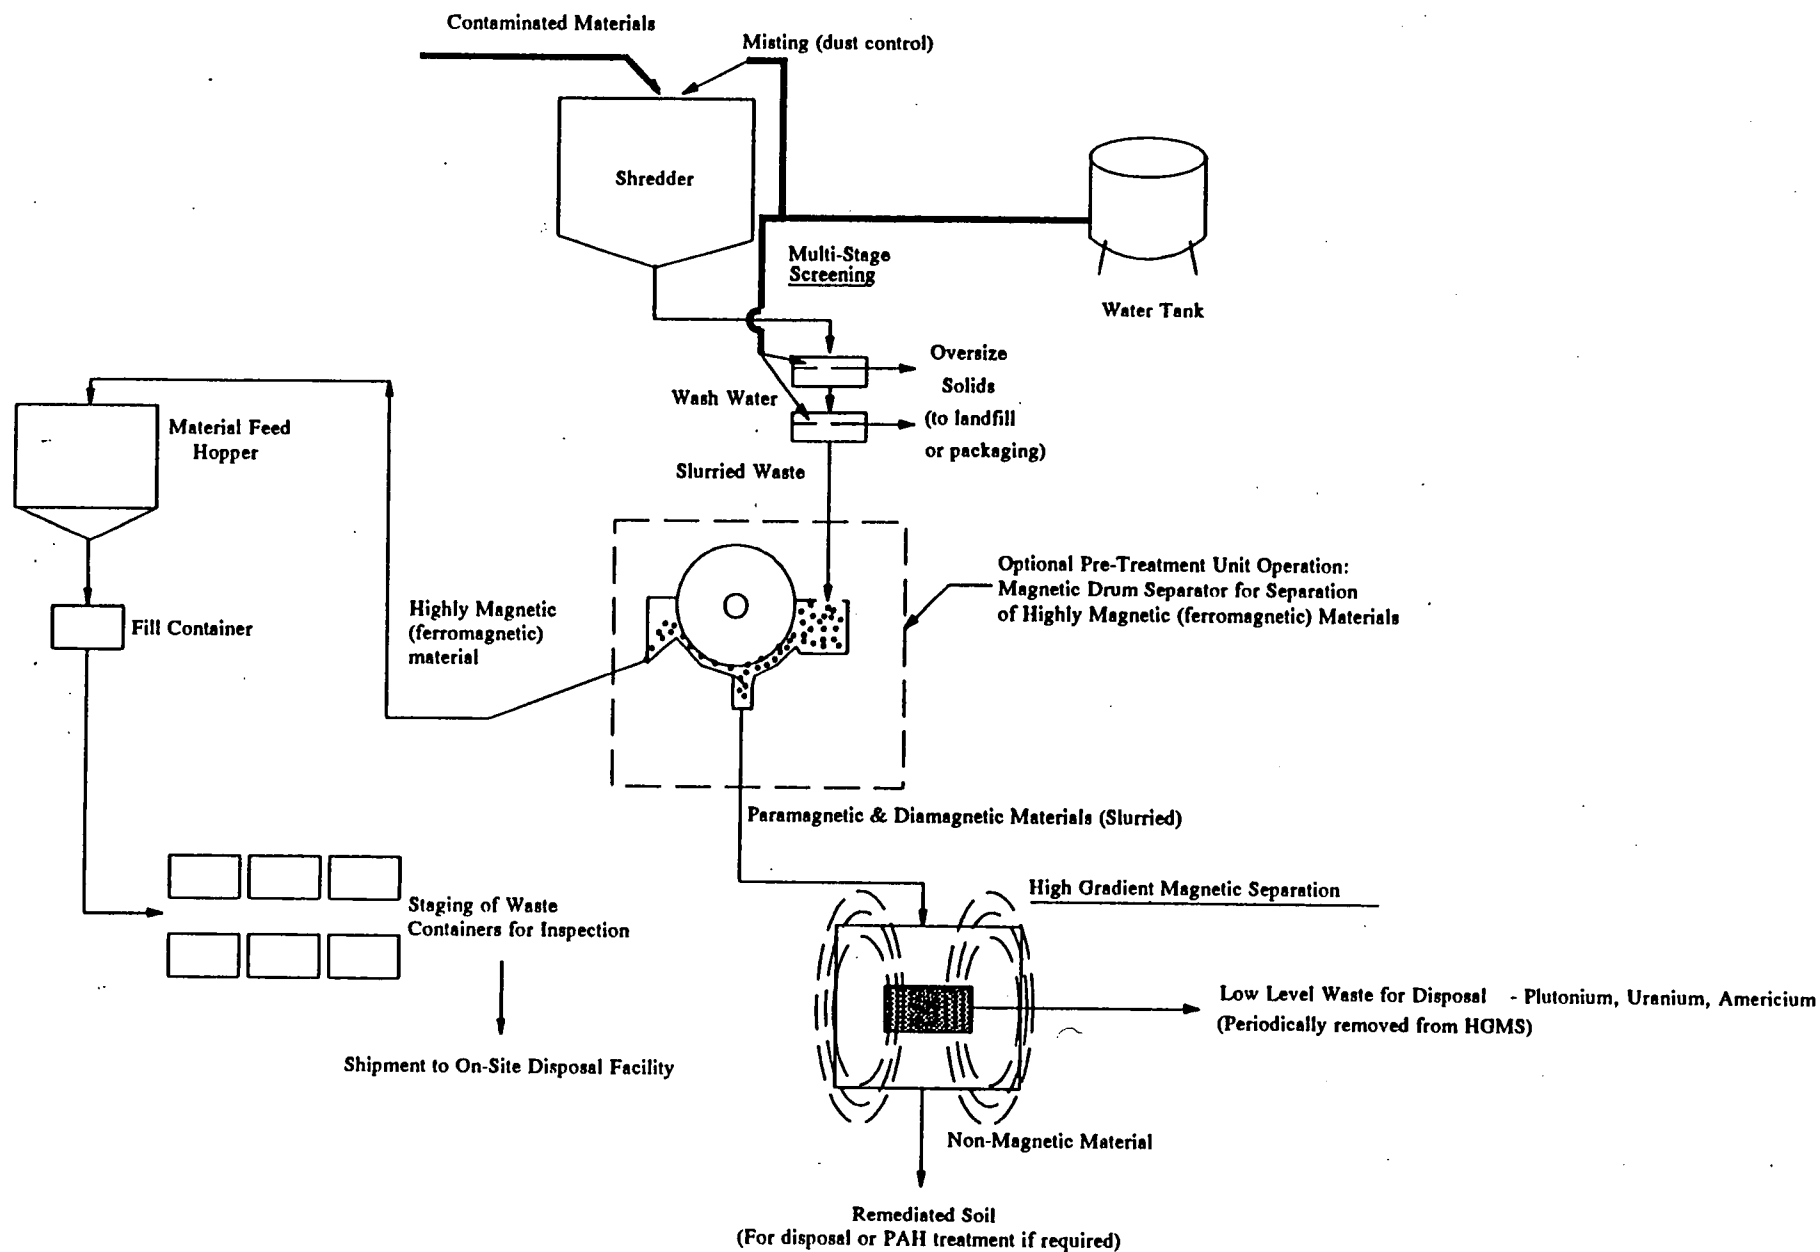 Contaminated Materials
Misting (dust control)
Shredder
Multi-Stage
Screening
Water Tank
Oversize
Solids
(to landfill
or packaging)
Wash Water
Material Feed
Hopper
Slurried Waste
Optional Pre-Treatment Unit Operation:
Magnetic Drum Separator for Separation
of Highly Magnetic (ferromagnetic) Materials
Highly Magnetic
(ferromagnetic)
material
Fill Container
Paramagnetic & Diamagnetic Materials (Slurried)
High Gradient Magnetic Separation
Staging of Waste
Containers for Inspection
Low Level Waste for Disposal - Plutonium, Uranium, Americium
(Periodically removed from HGMS)
Shipment to On-Site Disposal Facility
Non-Magnetic Material
Remediated Soil
(For disposal or PAH treatment if required)